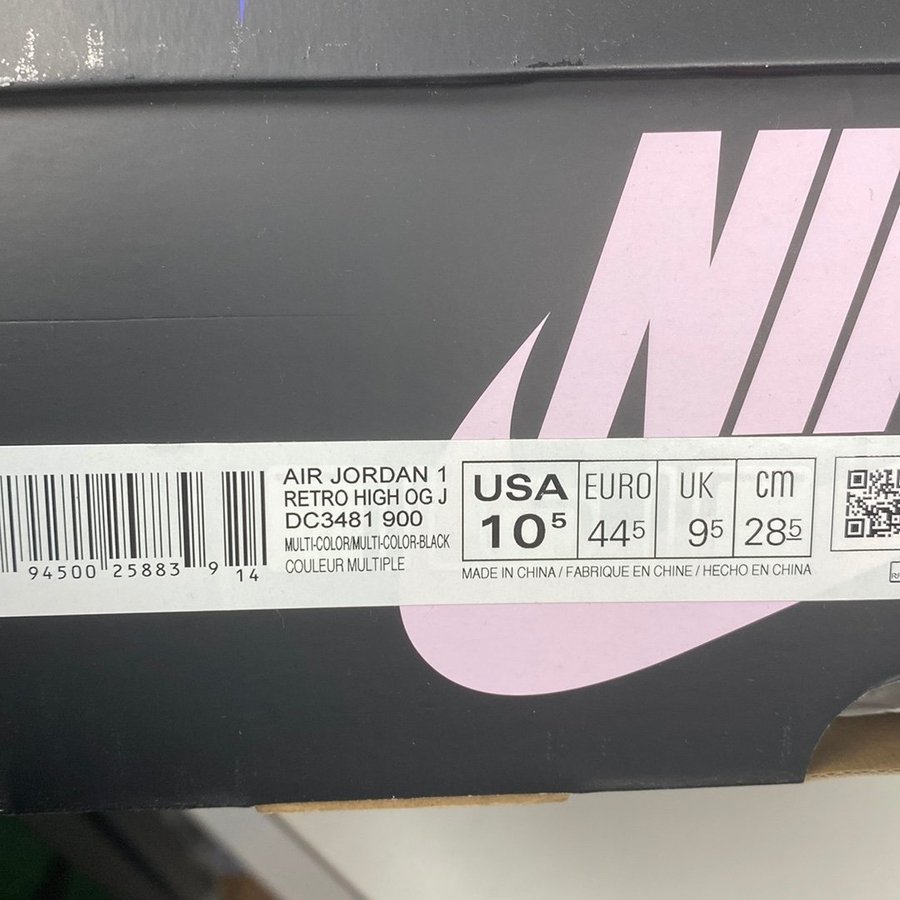 NI
AIR JORDAN 1
RETRO HIGH OG J
DC3481 900
MULTI-COLOR/MULTI-COLOR-BLACK
COULEUR MULTIPLE
USA
10⁵
EURO
44⁵
UK
9⁵
cm
28⁵
MADE IN CHINA / FABRIQUE EN CHINE / HECHO EN CHINA
94500 25883 9 14